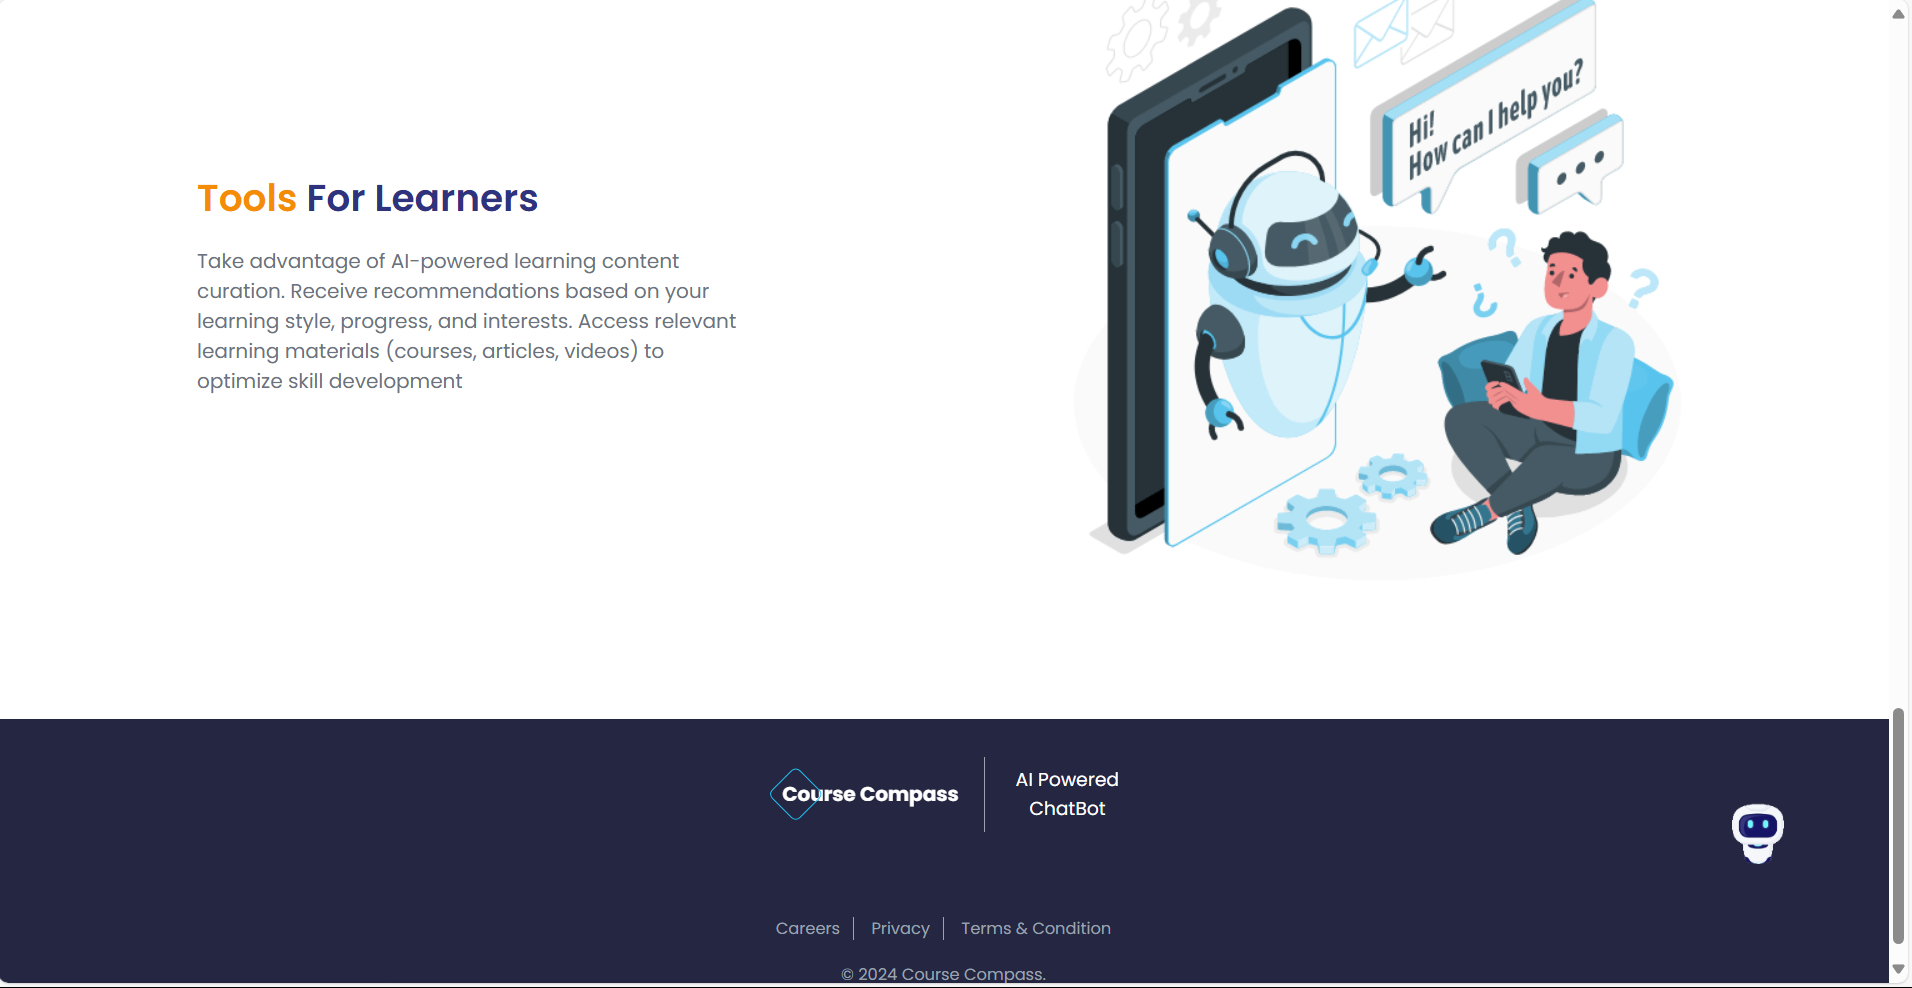 Hi!
How can I help you?
Tools For Learners
Take advantage of AI-powered learning content
curation. Receive recommendations based on your
learning style, progress, and interests. Access relevant
learning materials (courses, articles, videos) to
optimize skill development
Course Compass
AI Powered
ChatBot
Careers
Privacy
Terms & Condition
© 2024 Course Compass.